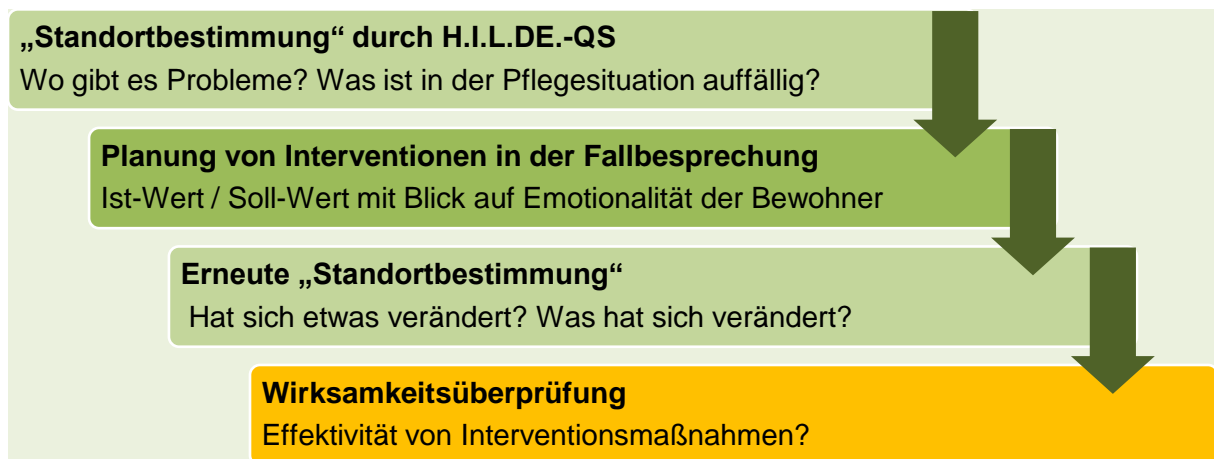 „Standortbestimmung“ durch H.I.L.DE.-QS
Wo gibt es Probleme? Was ist in der Pflegesituation auffällig?
Planung von Interventionen in der Fallbesprechung
Ist-Wert / Soll-Wert mit Blick auf Emotionalität der Bewohner
Erneute „Standortbestimmung“
Hat sich etwas verändert? Was hat sich verändert?
Wirksamkeitsüberprüfung
Effektivität von Interventionsmaßnahmen?